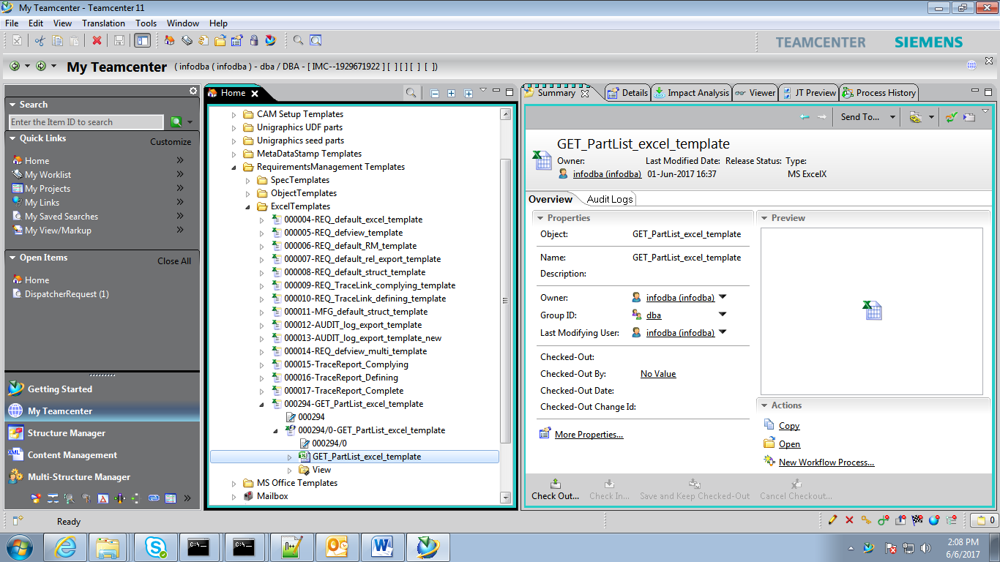 My Teamcenter - Teamcenter 11
File Edit View Translation Tools Window Help
TEAMCENTER SIEMENS
My Teamcenter ( infodba ( infodba ) - dba / DBA - [ IMC--1929671922 ] [ ] [ ] [ ] [ ])
Search
Enter the Item ID to search
Quick Links Customize
Home
My Worklist
My Projects
My Links
My Saved Searches
My View/Markup
Open Items Close All
Home
DispatcherRequest (1)
Getting Started
My Teamcenter
Structure Manager
Content Management
Multi-Structure Manager
Home
CAM Setup Templates
Unigraphics UDF parts
Unigraphics seed parts
MetaDataStamp Templates
RequirementsManagement Templates
SpecTemplates
ObjectTemplates
ExcelTemplates
000004-REQ_default_excel_template
000005-REQ_defview_template
000006-REQ_default_RM_template
000007-REQ_default_rel_export_template
000008-REQ_default_struct_template
000009-REQ_TraceLink_complying_template
000010-REQ_TraceLink_defining_template
000011-MFG_default_struct_template
000012-AUDIT_log_export_template
000013-AUDIT_log_export_template_new
000014-REQ_defview_multi_template
000015-TraceReport_Complying
000016-TraceReport_Defining
000017-TraceReport_Complete
000294-GET_PartList_excel_template
000294
000294/0-GET_PartList_excel_template
000294/0
GET_PartList_excel_template
View
MS Office Templates
Mailbox
Summary Details Impact Analysis Viewer JT Preview Process History
Send To...
GET_PartList_excel_template
Owner: Last Modified Date: Release Status: Type:
infodba (infodba) 01-Jun-2017 16:37 MS ExcelX
Overview Audit Logs
Properties
Object: GET_PartList_excel_template
Name: GET_PartList_excel_template
Description:
Owner: infodba (infodba)
Group ID: dba
Last Modifying User: infodba (infodba)
Checked-Out:
Checked-Out By: No Value
Checked-Out Date:
Checked-Out Change Id:
More Properties...
Preview
Actions
Copy
Open
New Workflow Process...
Check Out... Check In... Save and Keep Checked-Out Cancel Checkout...
Ready
0
2:08 PM
6/6/2017